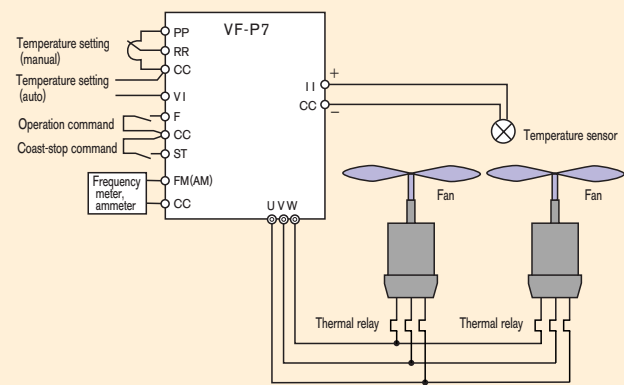 VF-P7
PP
RR
CC
VI
F
CC
ST
FM(AM)
CC
Temperature setting
(manual)
Temperature setting
(auto)
Operation command
Coast-stop command
Frequency
meter,
ammeter
II
CC
+
−
Temperature sensor
U V W
Fan
Fan
Thermal relay
Thermal relay